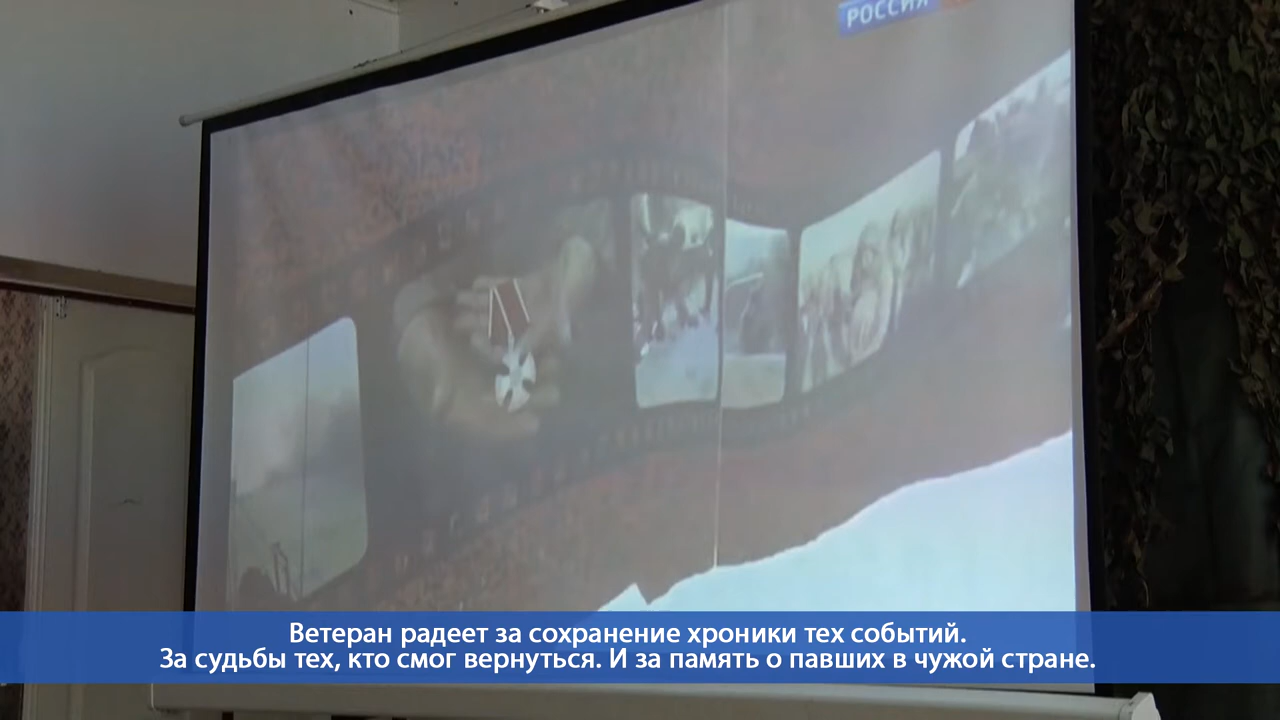 РОССИЯ
Ветеран радеет за сохранение хроники тех событий.
За судьбы тех, кто смог вернуться. И за память о павших в чужой стране.